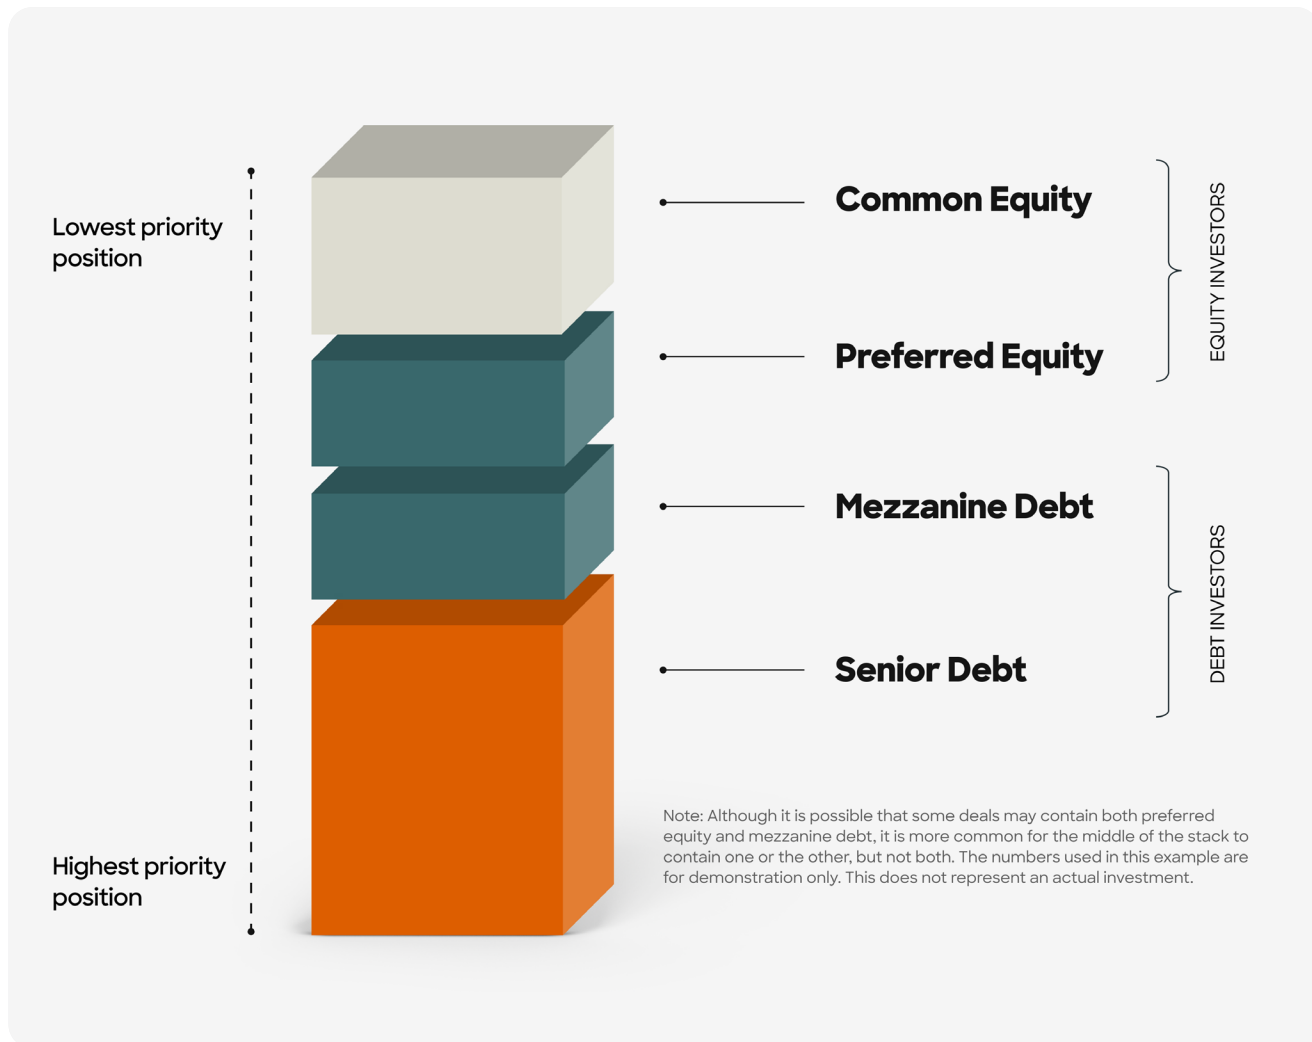 Lowest priority
position
Common Equity
Preferred Equity
EQUITY INVESTORS
Mezzanine Debt
Senior Debt
DEBT INVESTORS
Highest priority
position
Note: Although it is possible that some deals may contain both preferred
equity and mezzanine debt, it is more common for the middle of the stack to
contain one or the other, but not both. The numbers used in this example are
for demonstration only. This does not represent an actual investment.